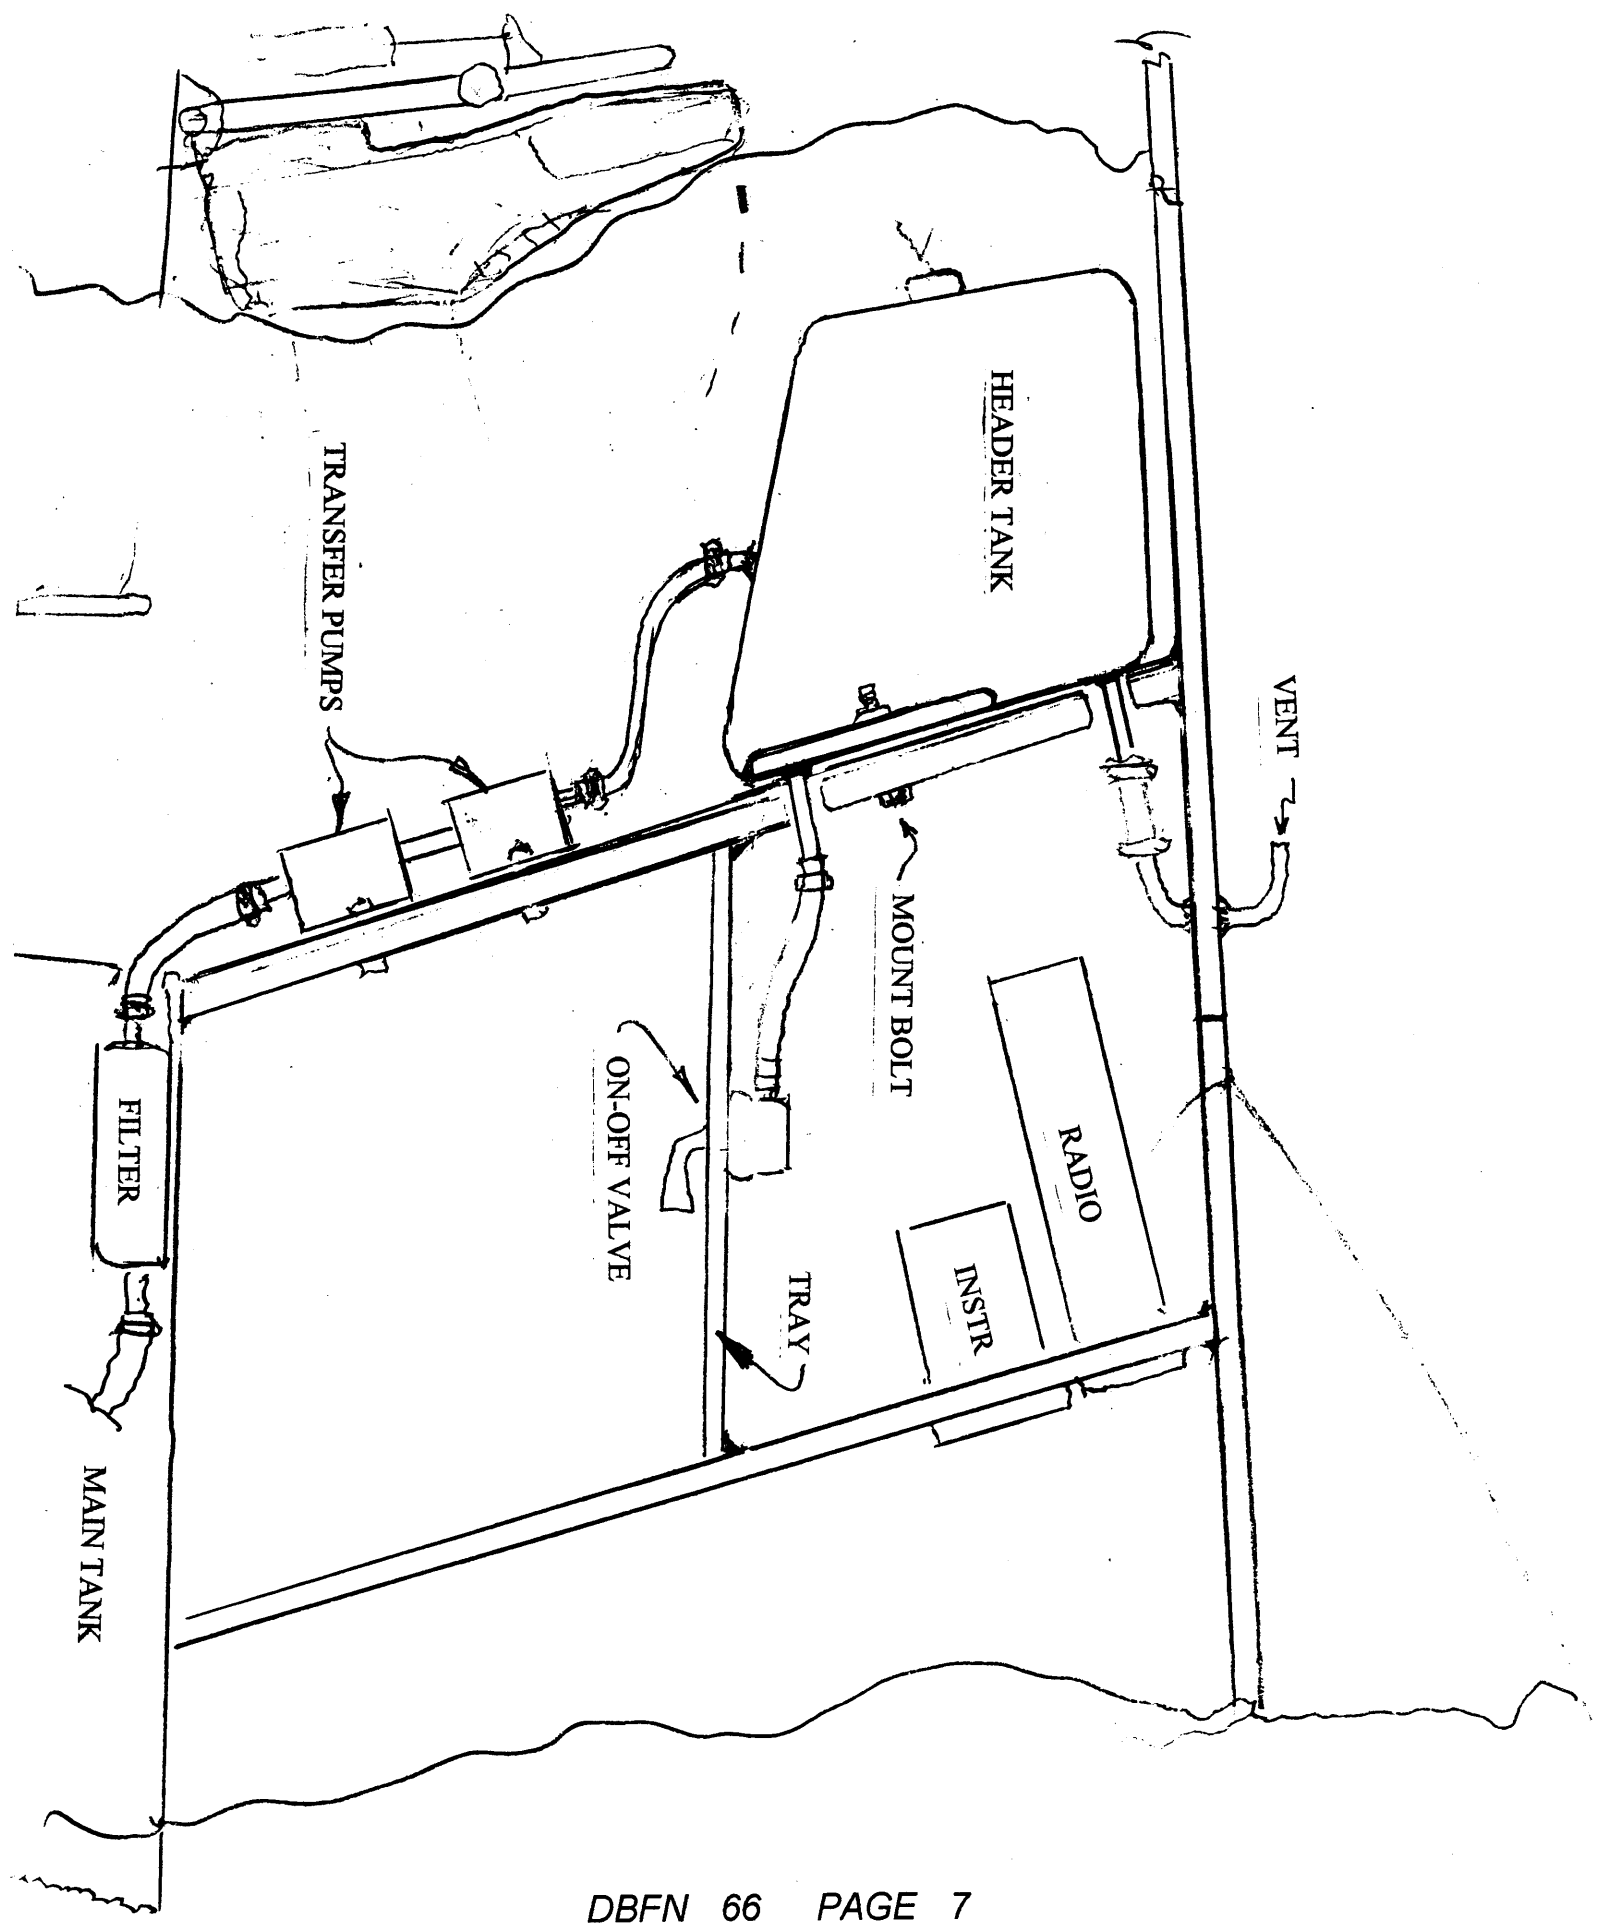 HEADER TANK
VENT
TRANSFER PUMPS
MOUNT BOLT
RADIO
INSTR
ON-OFF VALVE
TRAY
FILTER
MAIN TANK
DBFN 66 PAGE 7